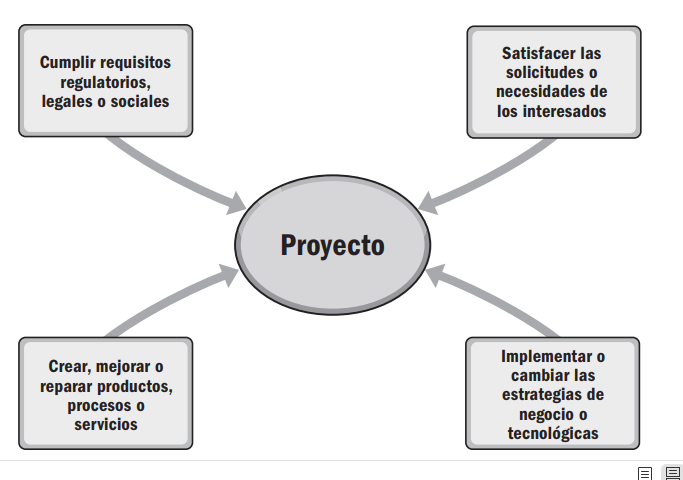 Cumplir requisitos
regulatorios,
legales o sociales
Satisfacer las
solicitudes o
necesidades de
los interesados
Proyecto
Crear, mejorar o
reparar productos,
procesos o
servicios
Implementar o
cambiar las
estrategias de
negocio o
tecnológicas